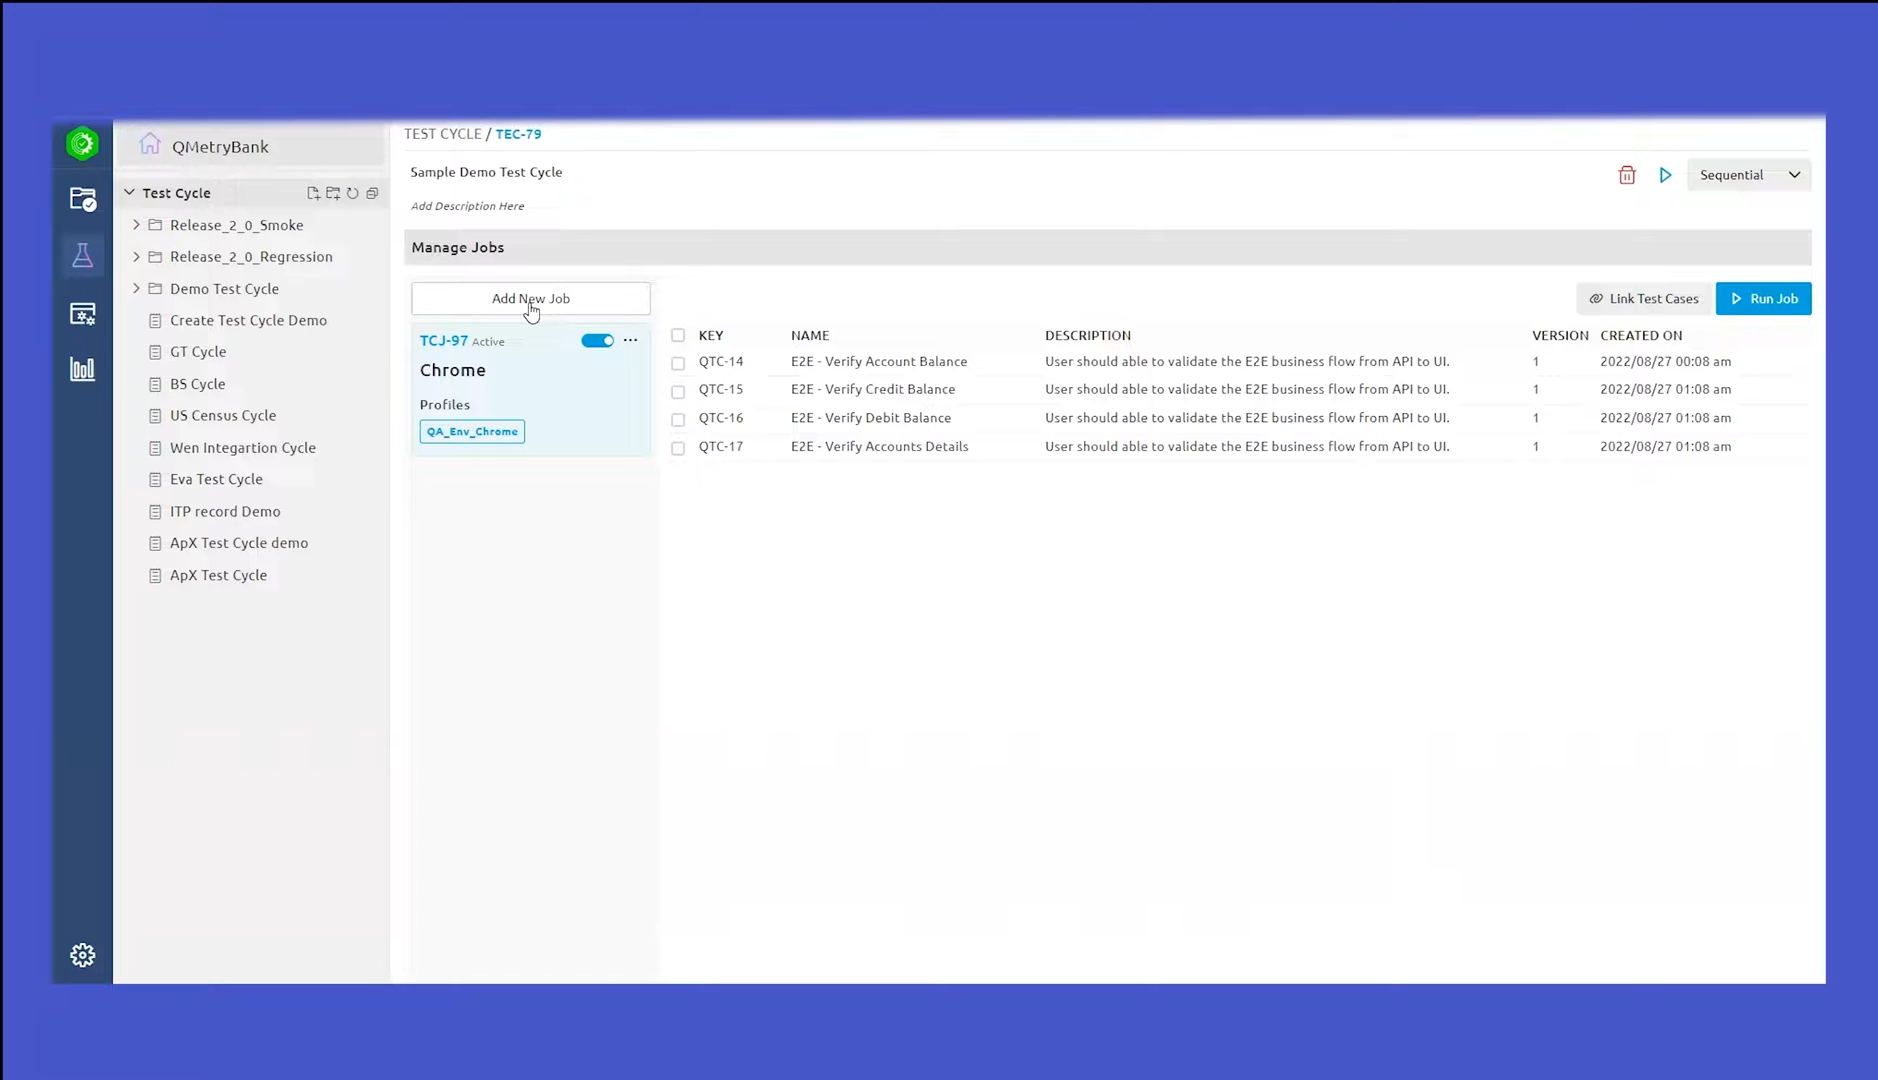 QMetryBank
Test Cycle
Release_2_0_Smoke
Release_2_0_Regression
Demo Test Cycle
Create Test Cycle Demo
GT Cycle
BS Cycle
US Census Cycle
Wen Integartion Cycle
Eva Test Cycle
ITP record Demo
ApX Test Cycle demo
ApX Test Cycle
TEST CYCLE / TEC-79
Sample Demo Test Cycle
Sequential
Add Description Here
Manage Jobs
Add New Job
Link Test Cases
Run Job
TCJ-97 Active
Chrome
Profiles
QA_Env_Chrome
KEY NAME DESCRIPTION VERSION CREATED ON
QTC-14 E2E - Verify Account Balance User should able to validate the E2E business flow from API to UI. 1 2022/08/27 00:08 am
QTC-15 E2E - Verify Credit Balance User should able to validate the E2E business flow from API to UI. 1 2022/08/27 01:08 am
QTC-16 E2E - Verify Debit Balance User should able to validate the E2E business flow from API to UI. 1 2022/08/27 01:08 am
QTC-17 E2E - Verify Accounts Details User should able to validate the E2E business flow from API to UI. 1 2022/08/27 01:08 am